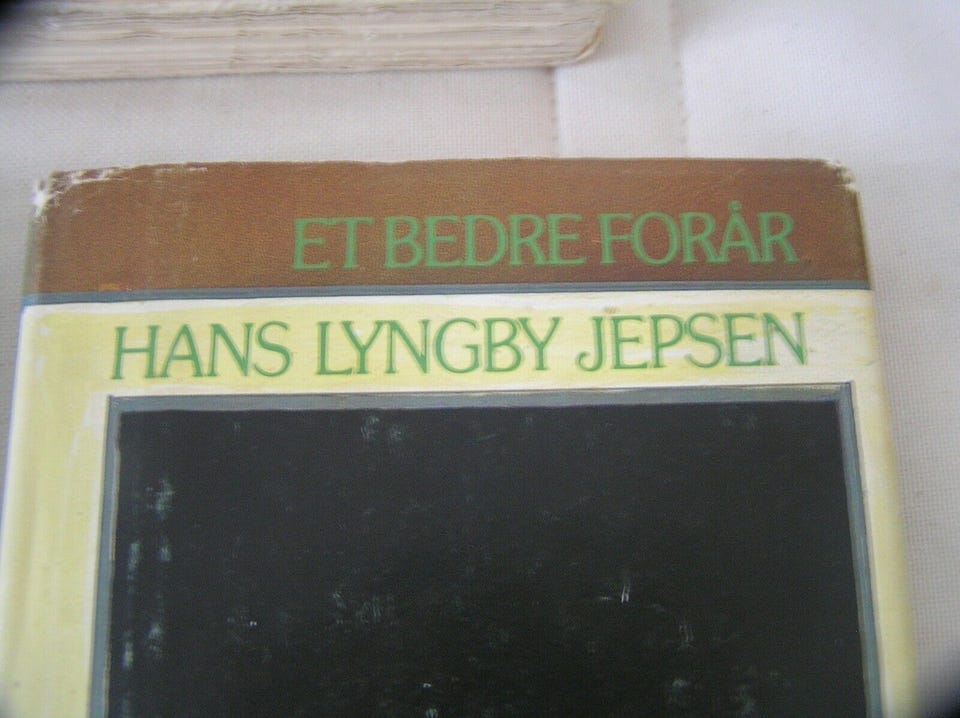 ET BEDRE FORÅR
HANS LYNGBY JEPSEN